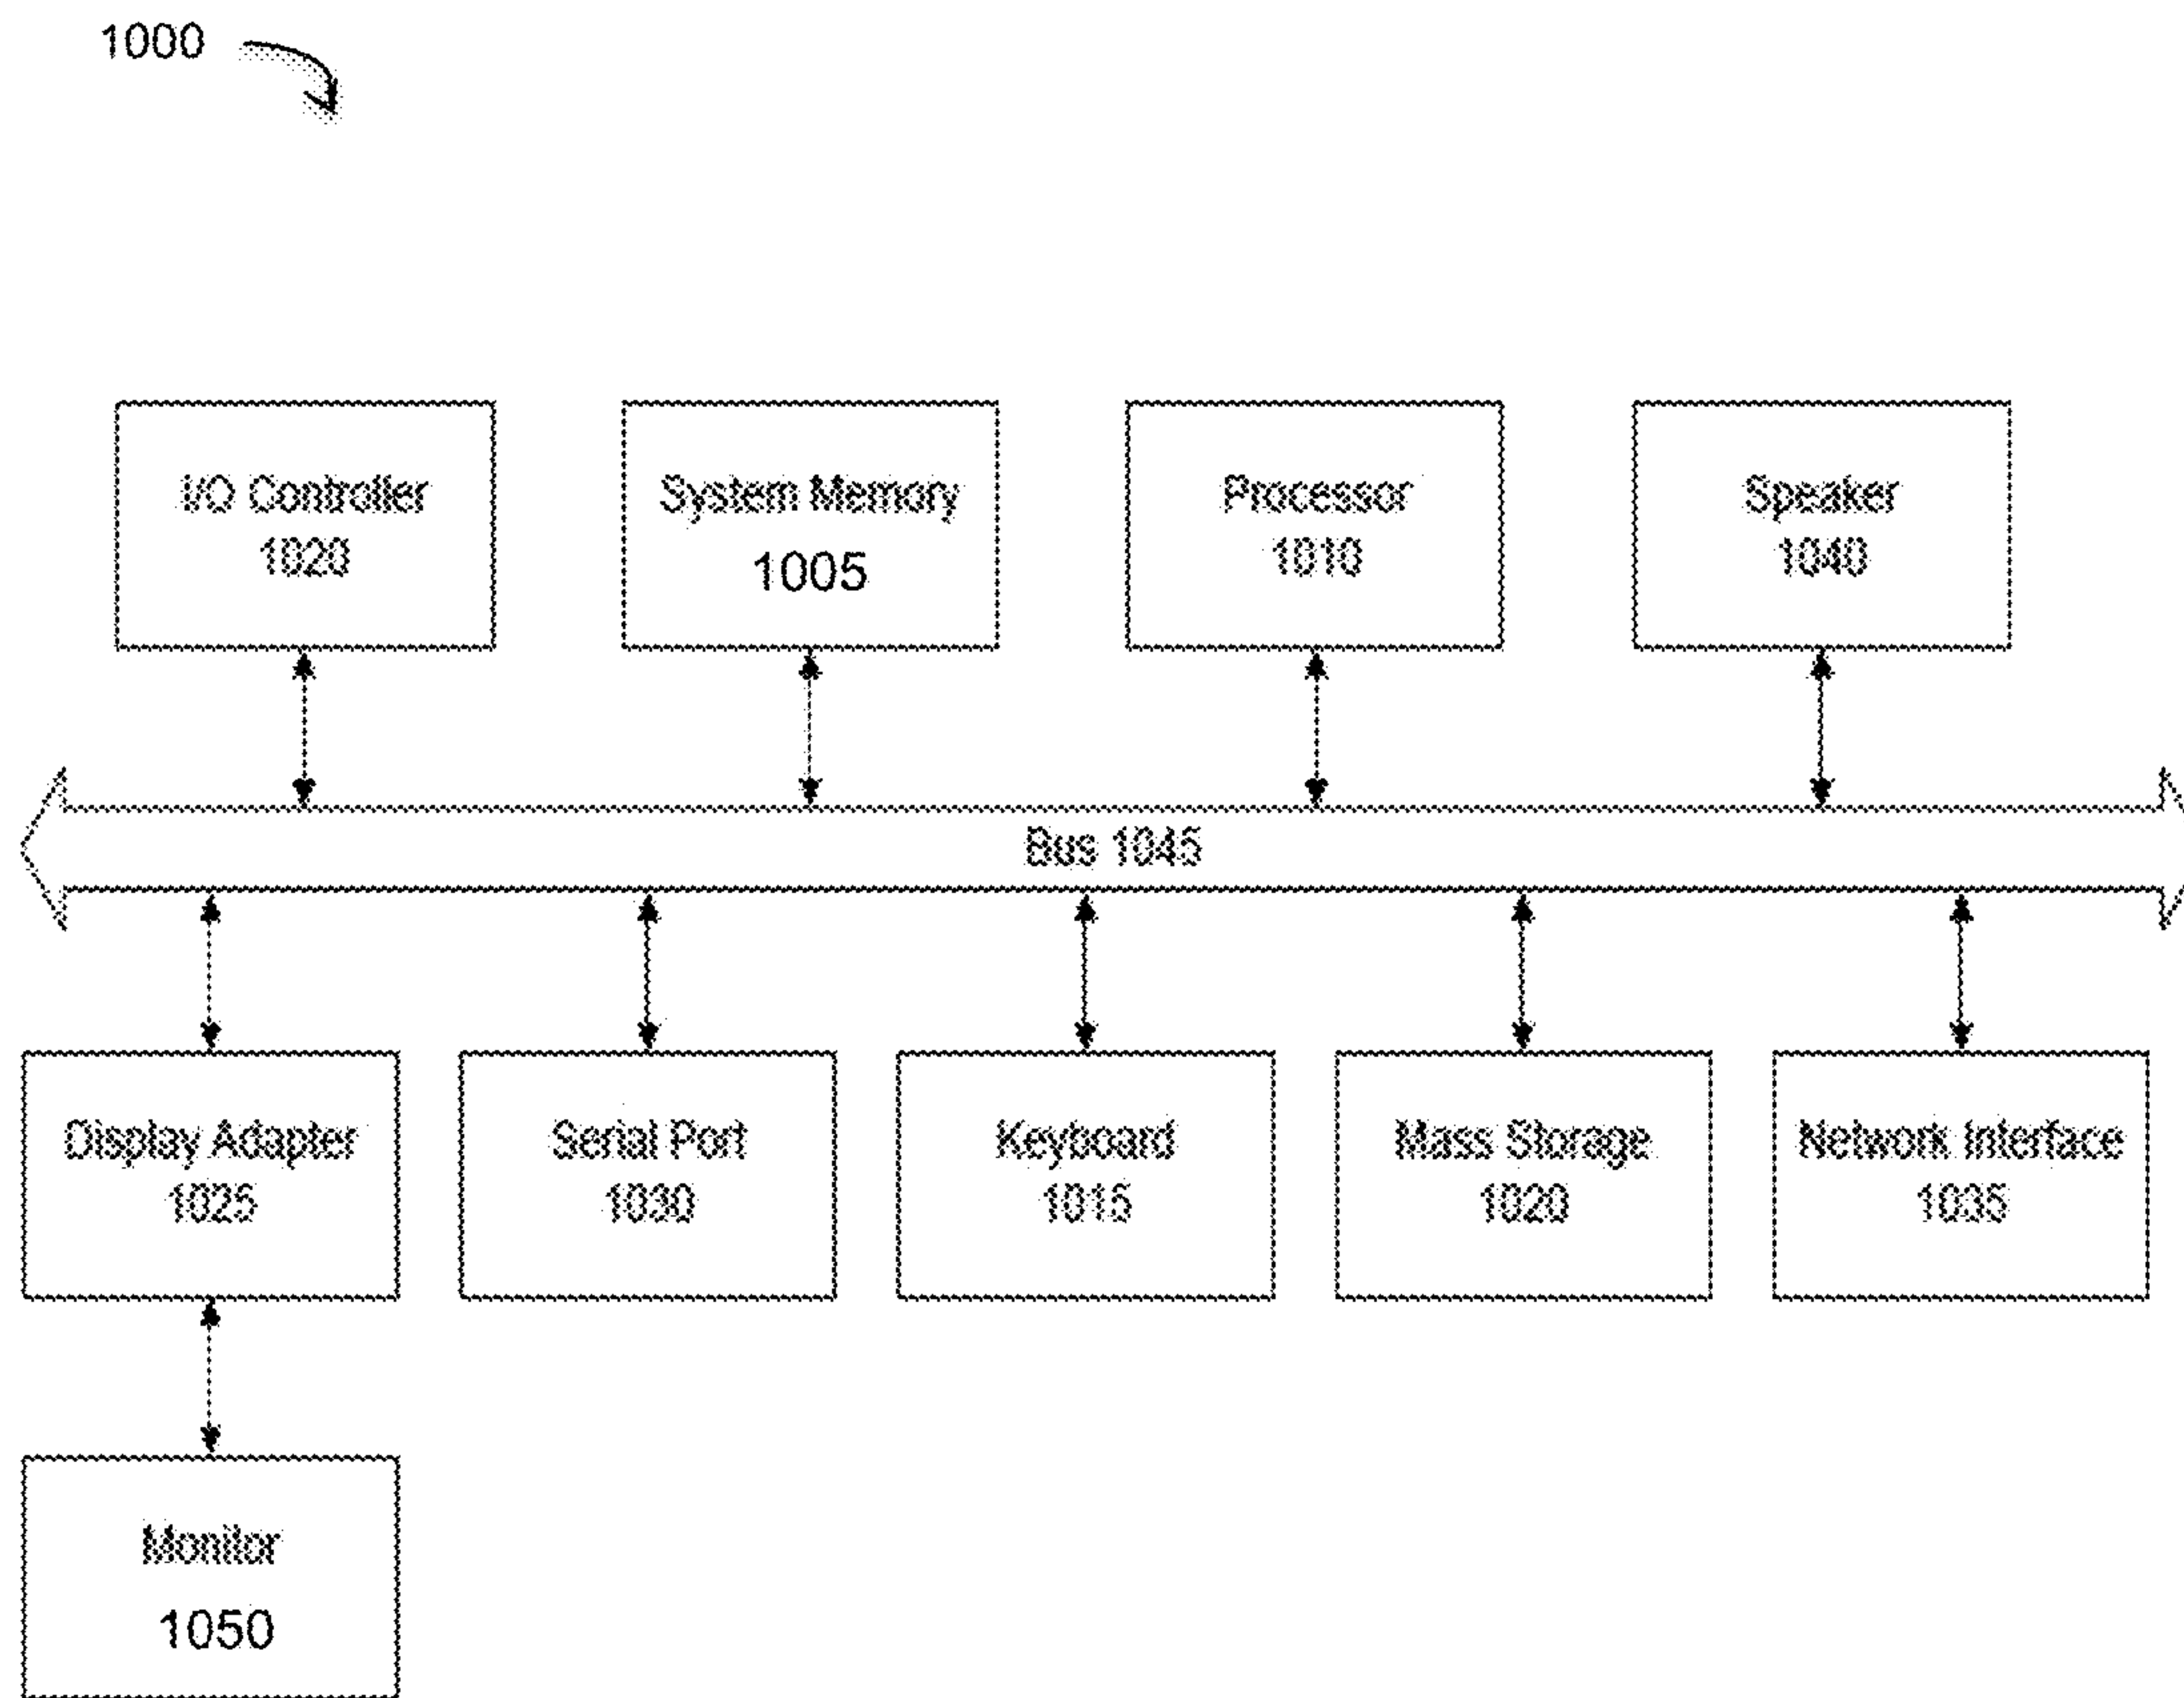 1000
I/O Controller
1020
System Memory
1005
Processor
1010
Speaker
1040
Bus 1045
Display Adapter
1025
Serial Port
1030
Keyboard
1015
Mass Storage
1020
Network Interface
1035
Monitor
1050